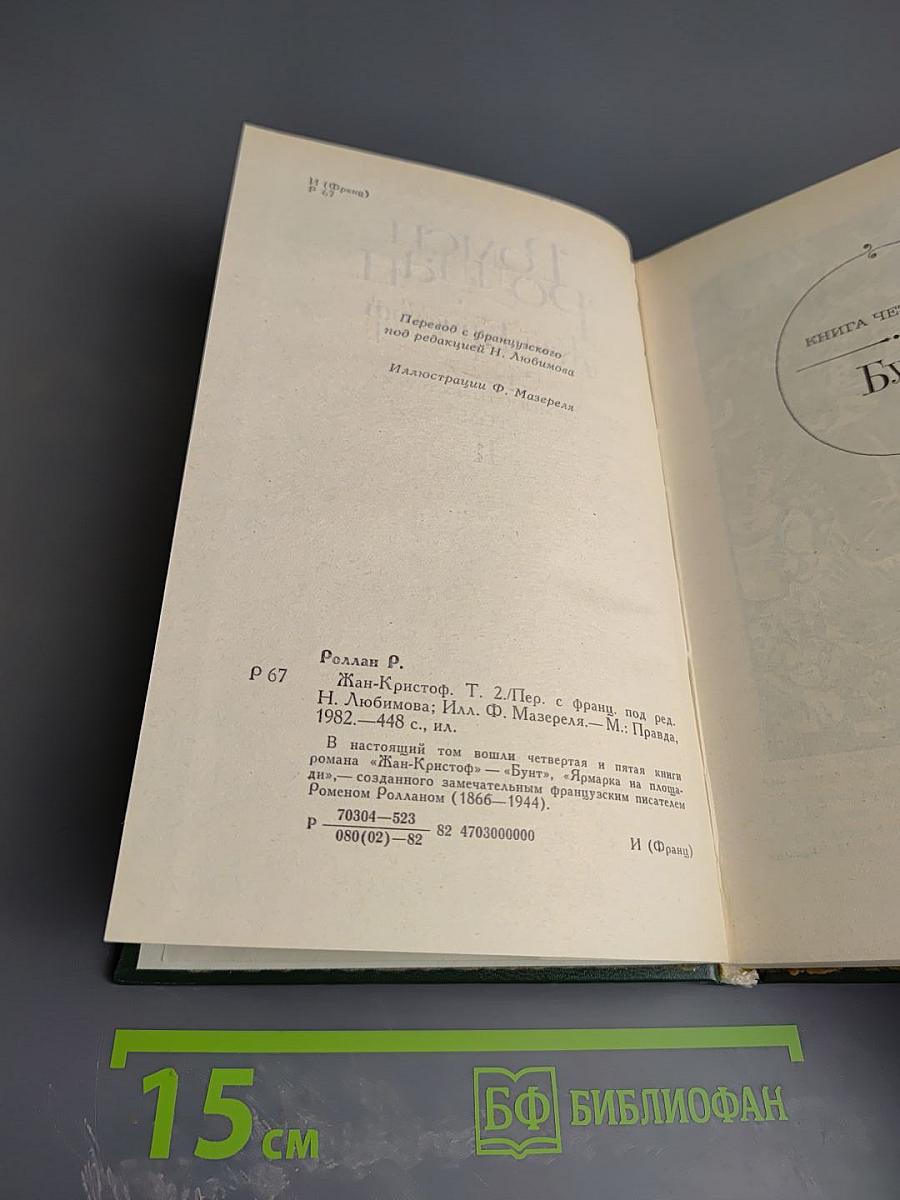 И (Франц)
Р 67
Перевод с французского
под редакцией Н. Любимова
Иллюстрации Ф. Мазереля
Роллан Р.
Р 67
Жан-Кристоф. Т. 2./Пер. с франц. под ред.
Н. Любимова; Илл. Ф. Мазереля.— М.: Правда,
1982.—448 с., ил.
В настоящий том вошли четвертая и пятая книги
романа «Жан-Кристоф» — «Бунт», «Ярмарка на площа-
ди»,— созданного замечательным французским писателем
Роменом Ролланом (1866—1944).
Р 70304—523
080(02)—82 82 4703000000
И (Франц)
КНИГА
15 см
БФ БИБЛИОФАН